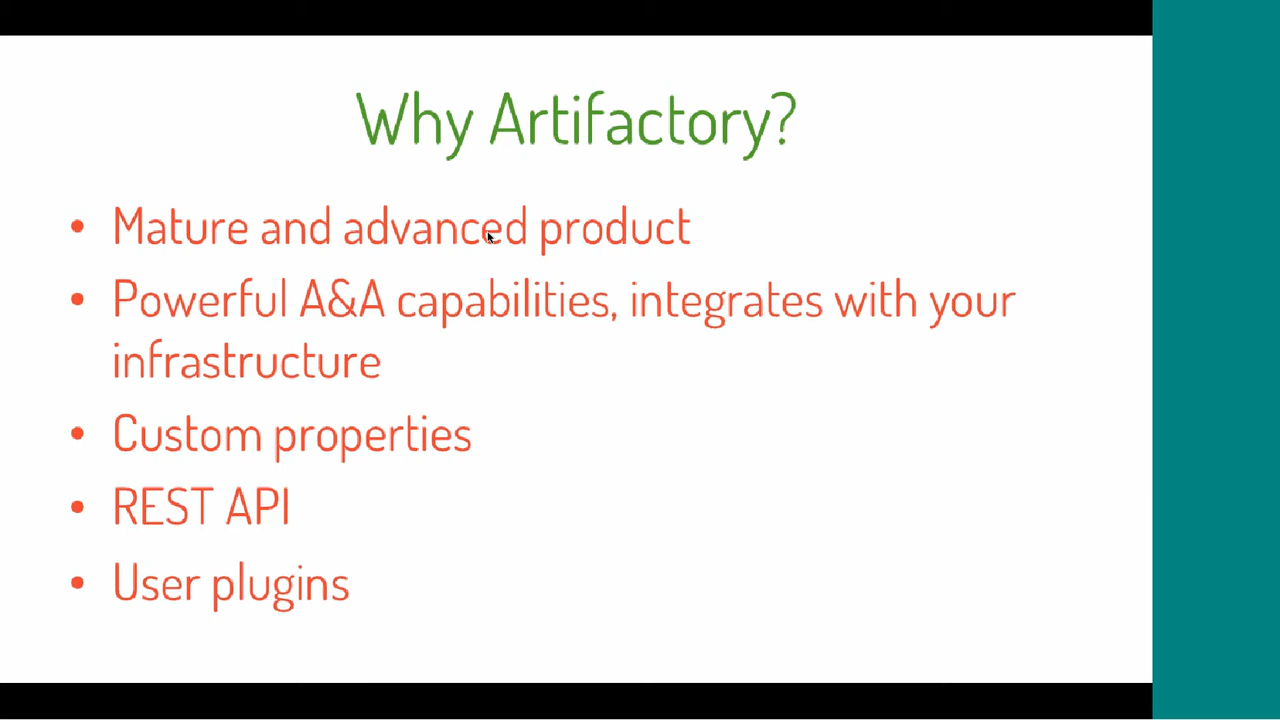 Why Artifactory?
• Mature and advanced product
• Powerful A&A capabilities, integrates with your
infrastructure
• Custom properties
• REST API
• User plugins